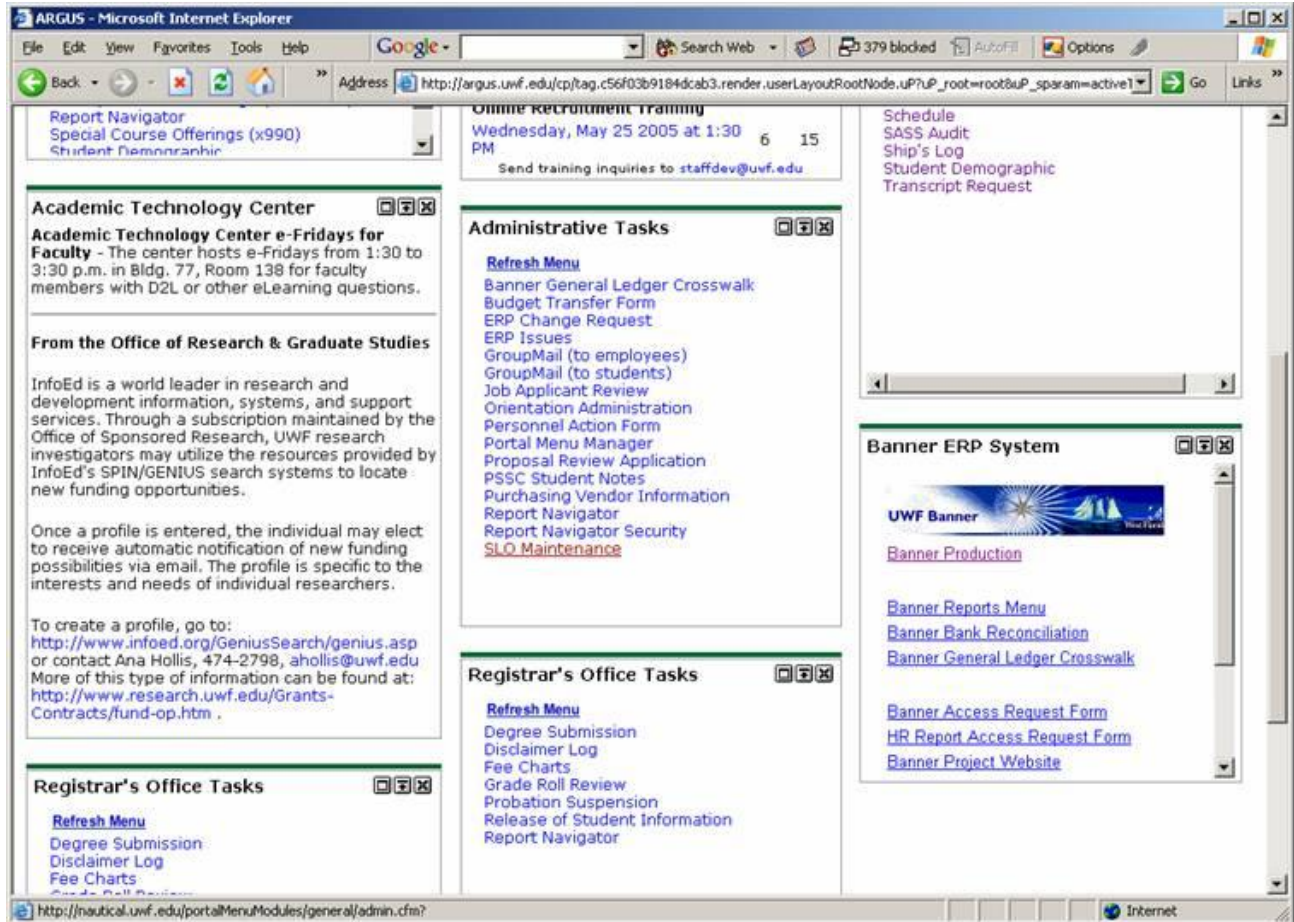 ARGUS - Microsoft Internet Explorer
File Edit View Favorites Tools Help
Google Search Web 379 blocked AutoFill Options
Back Address http://argus.uwf.edu/cp/tag.c56f03b9184dcab3.render.userLayoutRootNode.uP?uP_root=root&uP_sparam=active Go Links
Report Navigator
Special Course Offerings (x990)
Student Demographic
Academic Technology Center
Academic Technology Center e-Fridays for
Faculty - The center hosts e-Fridays from 1:30 to
3:30 p.m. in Bldg. 77, Room 138 for faculty
members with D2L or other eLearning questions.
From the Office of Research & Graduate Studies
InfoEd is a world leader in research and
development information, systems, and support
services. Through a subscription maintained by the
Office of Sponsored Research, UWF research
investigators may utilize the resources provided by
InfoEd's SPIN/GENIUS search systems to locate
new funding opportunities.
Once a profile is entered, the individual may elect
to receive automatic notification of new funding
possibilities via email. The profile is specific to the
interests and needs of individual researchers.
To create a profile, go to:
http://www.infoed.org/GeniusSearch/genius.asp
or contact Ana Hollis, 474-2798, ahollis@uwf.edu
More of this type of information can be found at:
http://www.research.uwf.edu/Grants-
Contracts/fund-op.htm .
Registrar's Office Tasks
Refresh Menu
Degree Submission
Disclaimer Log
Fee Charts
Grade Roll Review
Online Recruitment Training
Wednesday, May 25 2005 at 1:30
PM 6 15
Send training inquiries to staffdev@uwf.edu
Administrative Tasks
Refresh Menu
Banner General Ledger Crosswalk
Budget Transfer Form
ERP Change Request
ERP Issues
GroupMail (to employees)
GroupMail (to students)
Job Applicant Review
Orientation Administration
Personnel Action Form
Portal Menu Manager
Proposal Review Application
PSSC Student Notes
Purchasing Vendor Information
Report Navigator
Report Navigator Security
SLO Maintenance
Registrar's Office Tasks
Refresh Menu
Degree Submission
Disclaimer Log
Fee Charts
Grade Roll Review
Probation Suspension
Release of Student Information
Report Navigator
Schedule
SASS Audit
Ship's Log
Student Demographic
Transcript Request
Banner ERP System
UWF Banner
Banner Production
Banner Reports Menu
Banner Bank Reconciliation
Banner General Ledger Crosswalk
Banner Access Request Form
HR Report Access Request Form
Banner Project Website
http://nautical.uwf.edu/portalMenuModules/general/admin.cfm?
Internet